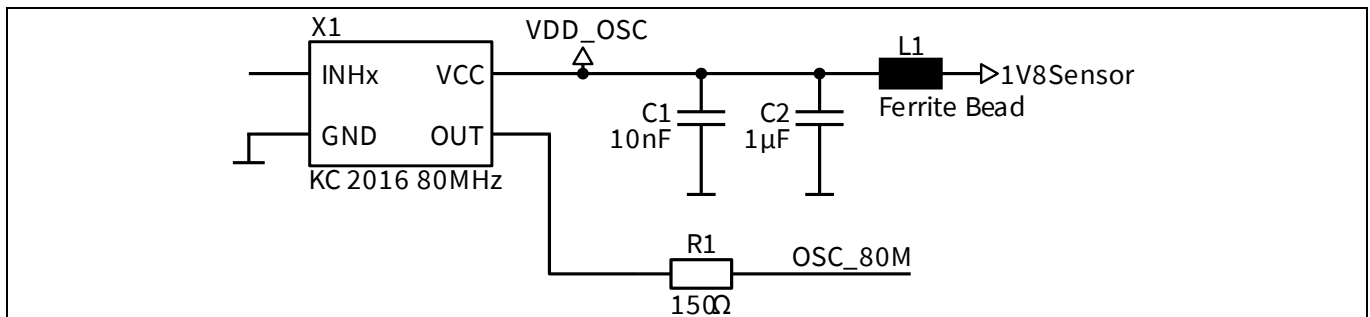 X1
VDD_OSC
L1
INHx
VCC
1V8Sensor
C1
10nF
C2
1µF
Ferrite Bead
GND
OUT
KC 2016 80MHz
R1
OSC_80M
150Ω